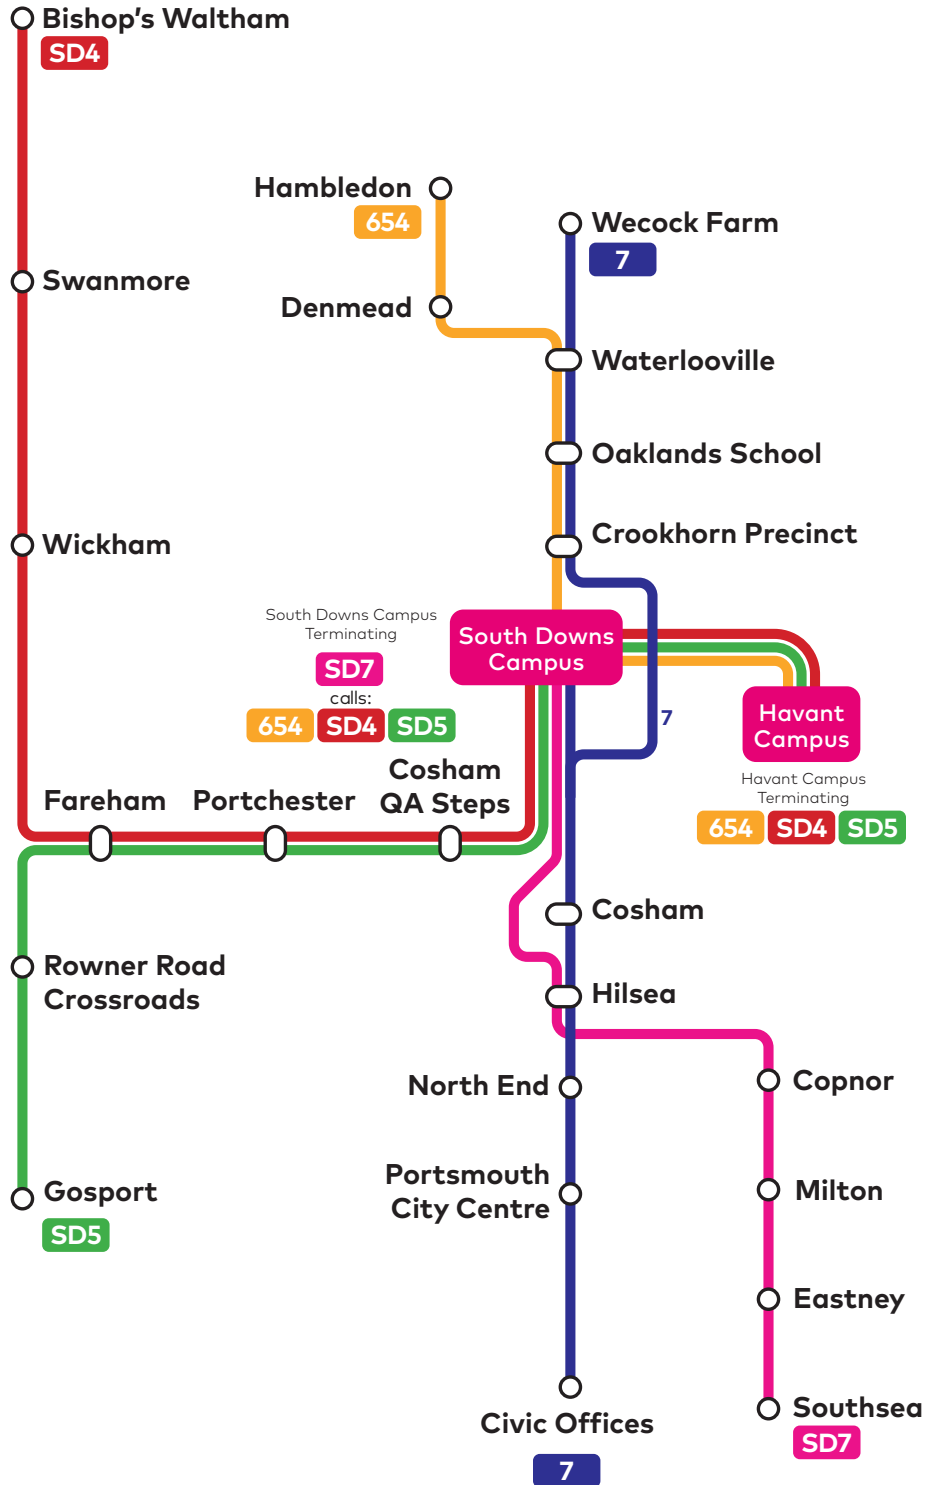 Bishop's Waltham
SD4
Hambledon
654
Wecock Farm
7
Swanmore
Denmead
Waterlooville
Oaklands School
Crookhorn Precinct
Wickham
South Downs Campus
Terminating
SD7
calls:
654 SD4 SD5
South Downs
Campus
7
Havant
Campus
Havant Campus
Terminating
654 SD4 SD5
Fareham
Portchester
Cosham
QA Steps
Cosham
Rowner Road
Crossroads
Hilsea
North End
Copnor
Portsmouth
City Centre
Milton
Gosport
SD5
Eastney
Civic Offices
7
Southsea
SD7